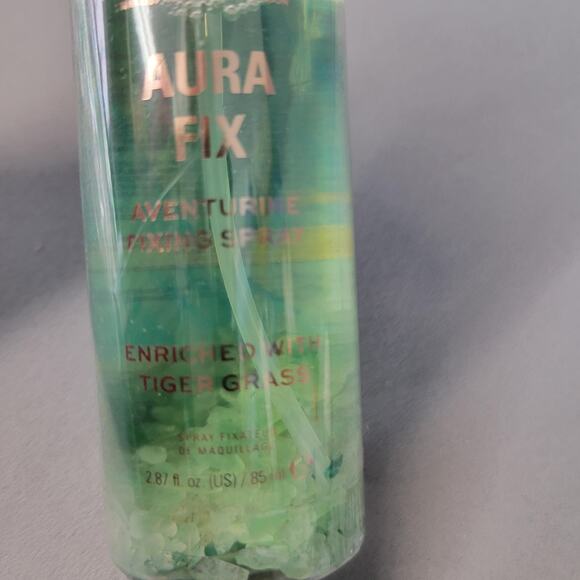 AURA
FIX
AVENTURINE
FIXING SPRAY
ENRICHED WITH
TIGER GRASS
SPRAY FIXATEUR
DE MAQUILLAGE
2.87 fl. oz. (US) / 85 ml e